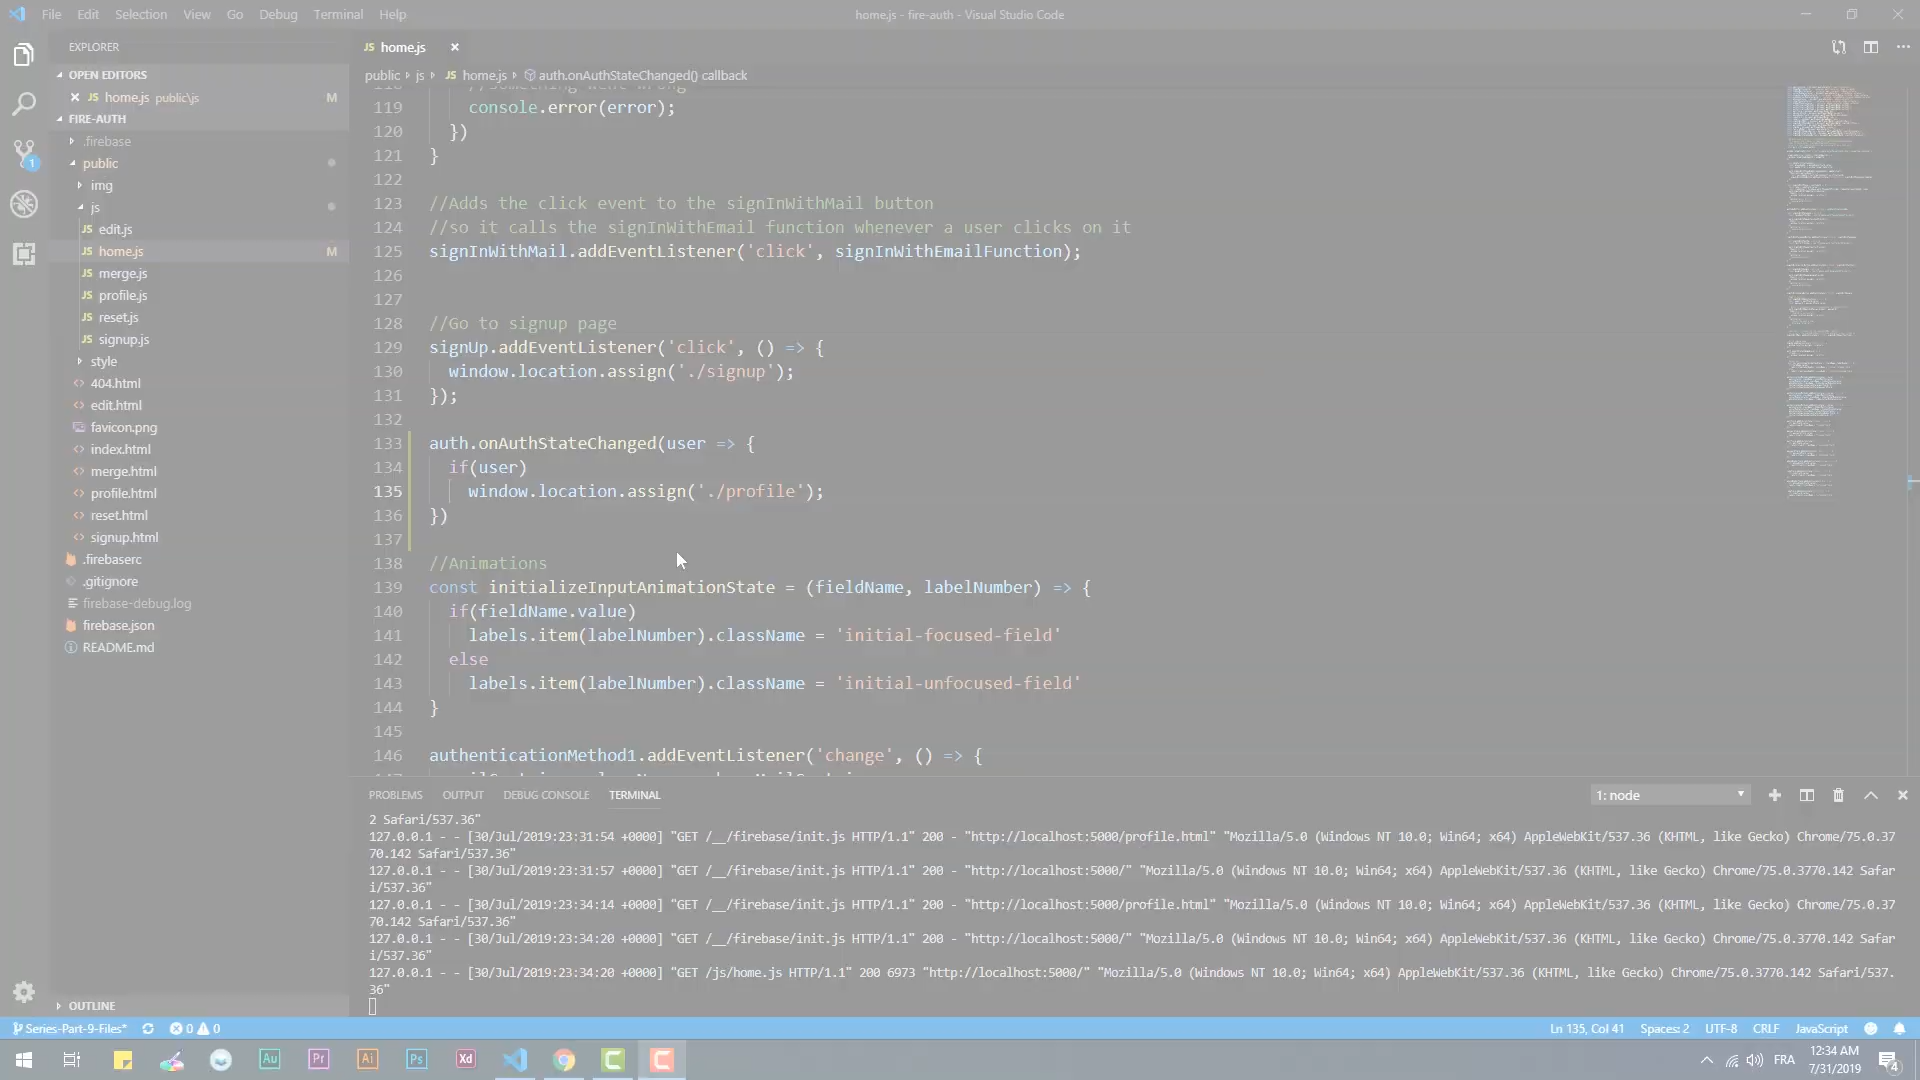 File Edit Selection View Go Debug Terminal Help
home.js - fire-auth - Visual Studio Code
EXPLORER
OPEN EDITORS
JS home.js public\js M
FIRE-AUTH
.firebase
public
img
js
JS edit.js
JS home.js M
JS merge.js
JS profile.js
JS reset.js
JS signup.js
style
<> 404.html
<> edit.html
favicon.png
<> index.html
<> merge.html
<> profile.html
<> reset.html
<> signup.html
.firebaserc
.gitignore
firebase-debug.log
firebase.json
README.md
OUTLINE
JS home.js
public js JS home.js auth.onAuthStateChanged() callback
118 //Something went wrong
119 console.error(error);
120 })
121 }
122
123 //Adds the click event to the signInWithMail button
124 //so it calls the signInWithEmail function whenever a user clicks on it
125 signInWithMail.addEventListener('click', signInWithEmailFunction);
126
127
128 //Go to signup page
129 signUp.addEventListener('click', () => {
130 window.location.assign('./signup');
131 });
132
133 auth.onAuthStateChanged(user => {
134 if(user)
135 window.location.assign('./profile');
136 })
137
138 //Animations
139 const initializeInputAnimationState = (fieldName, labelNumber) => {
140 if(fieldName.value)
141 labels.item(labelNumber).className = 'initial-focused-field'
142 else
143 labels.item(labelNumber).className = 'initial-unfocused-field'
144 }
145
146 authenticationMethod1.addEventListener('change', () => {
PROBLEMS OUTPUT DEBUG CONSOLE TERMINAL
1: node
2 Safari/537.36"
127.0.0.1 - - [30/Jul/2019:23:31:54 +0000] "GET /__/firebase/init.js HTTP/1.1" 200 - "http://localhost:5000/profile.html" "Mozilla/5.0 (Windows NT 10.0; Win64; x64) AppleWebKit/537.36 (KHTML, like Gecko) Chrome/75.0.37
70.142 Safari/537.36"
127.0.0.1 - - [30/Jul/2019:23:31:57 +0000] "GET /__/firebase/init.js HTTP/1.1" 200 - "http://localhost:5000/" "Mozilla/5.0 (Windows NT 10.0; Win64; x64) AppleWebKit/537.36 (KHTML, like Gecko) Chrome/75.0.3770.142 Safar
i/537.36"
127.0.0.1 - - [30/Jul/2019:23:34:14 +0000] "GET /__/firebase/init.js HTTP/1.1" 200 - "http://localhost:5000/profile.html" "Mozilla/5.0 (Windows NT 10.0; Win64; x64) AppleWebKit/537.36 (KHTML, like Gecko) Chrome/75.0.37
70.142 Safari/537.36"
127.0.0.1 - - [30/Jul/2019:23:34:20 +0000] "GET /__/firebase/init.js HTTP/1.1" 200 - "http://localhost:5000/" "Mozilla/5.0 (Windows NT 10.0; Win64; x64) AppleWebKit/537.36 (KHTML, like Gecko) Chrome/75.0.3770.142 Safar
i/537.36"
127.0.0.1 - - [30/Jul/2019:23:34:20 +0000] "GET /js/home.js HTTP/1.1" 200 6973 "http://localhost:5000/" "Mozilla/5.0 (Windows NT 10.0; Win64; x64) AppleWebKit/537.36 (KHTML, like Gecko) Chrome/75.0.3770.142 Safari/537.
36"
Series-Part-9-Files* 0 0
Ln 135, Col 41 Spaces: 2 UTF-8 CRLF JavaScript
Au Pr Ai Ps Xd
FRA
12:34 AM
7/31/2019
4